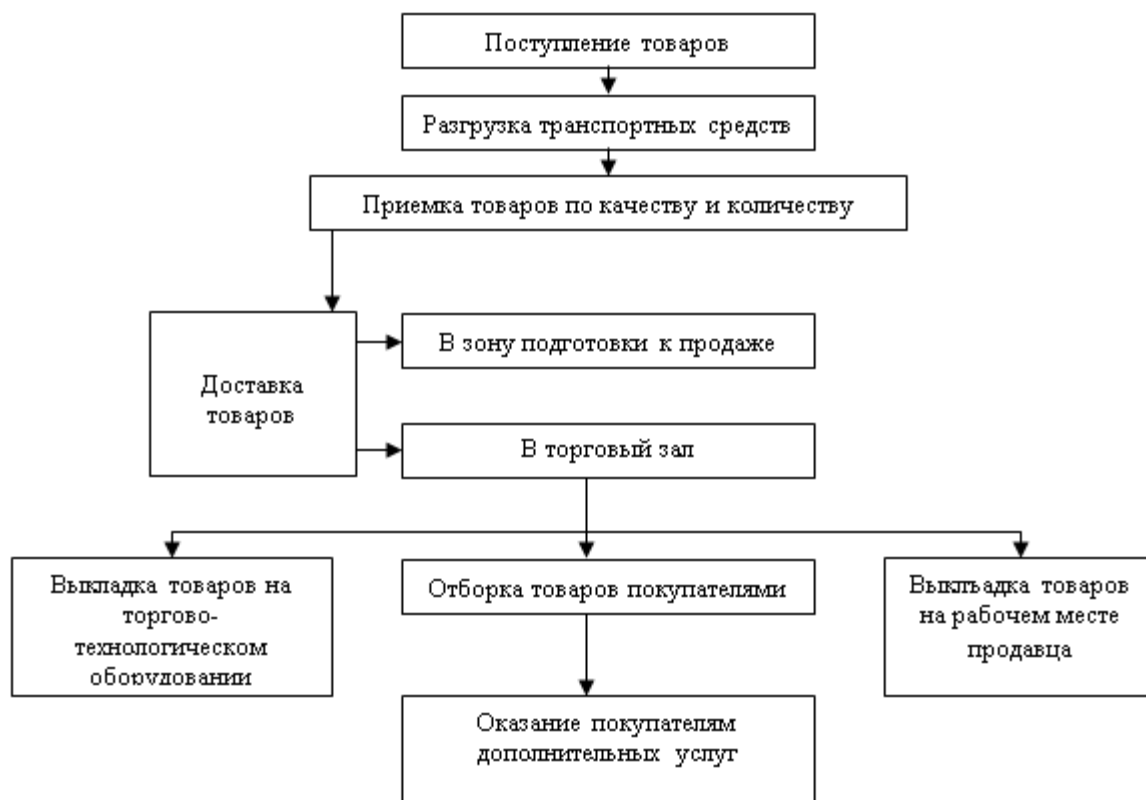 Поступление товаров
Разгрузка транспортных средств
Приемка товаров по качеству и количеству
Доставка
товаров
В зону подготовки к продаже
В торговый зал
Выкладка товаров на
торгово-
технологическом
оборудовании
Отборка товаров покупателями
Выклъадка товаров
на рабочем месте
продавца
Оказание покупателям
дополнительных услуг